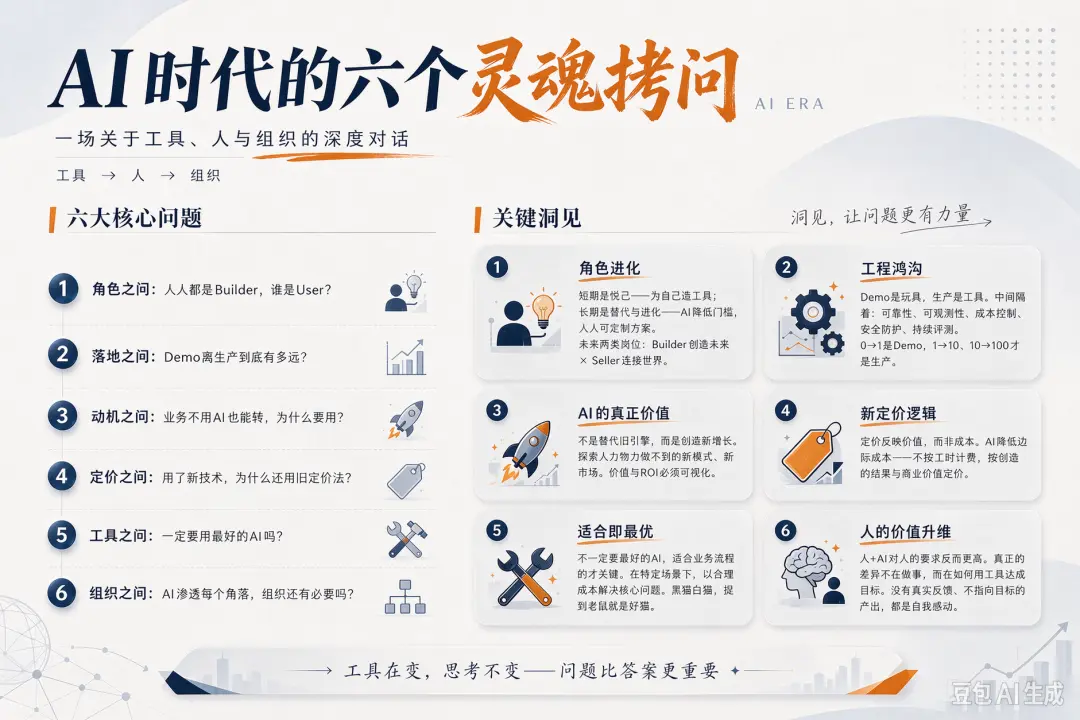 AI时代的六个灵魂拷问
AI ERA
一场关于工具、人与组织的深度对话
工具 → 人 → 组织
六大核心问题
1 角色之问：人人都是Builder，谁是User？
2 落地之问：Demo离生产到底有多远？
3 动机之问：业务不用AI也能转，为什么要用？
4 定价之问：用了新技术，为什么还用旧定价法？
5 工具之问：一定要用最好的AI吗？
6 组织之问：AI渗透每个角落，组织还有必要吗？
关键洞见
洞见，让问题更有力量
1 角色进化
短期是悦己——为自己造工具；
长期是替代与进化——AI降低门槛，
人人可定制方案。
未来两类岗位：Builder创造未来
× Seller连接世界。
2 工程鸿沟
Demo是玩具，生产是工具。中间隔
着：可靠性、可观测性、成本控制、
安全防护、持续评测。
0→1是Demo，1→10、10→100才
是生产。
3 AI的真正价值
不是替代旧引擎，而是创造新增长。
探索人力物力做不到的新模式、新
市场。价值与ROI必须可视化。
4 新定价逻辑
定价反映价值，而非成本。AI降低边
际成本——不按工时计费，按创造
的结果与商业价值定价。
5 适合即最优
不一定要最好的AI，适合业务流程
的才关键。在特定场景下，以合理
成本解决核心问题。黑猫白猫，提
到老鼠就是好猫。
6 人的价值升维
人+AI对人的要求反而更高。真正的
差异不在做事，而在如何用工具达成
目标。没有真实反馈、不指向目标的
产出，都是自我感动。
→ 工具在变，思考不变——问题比答案更重要
豆包AI生成